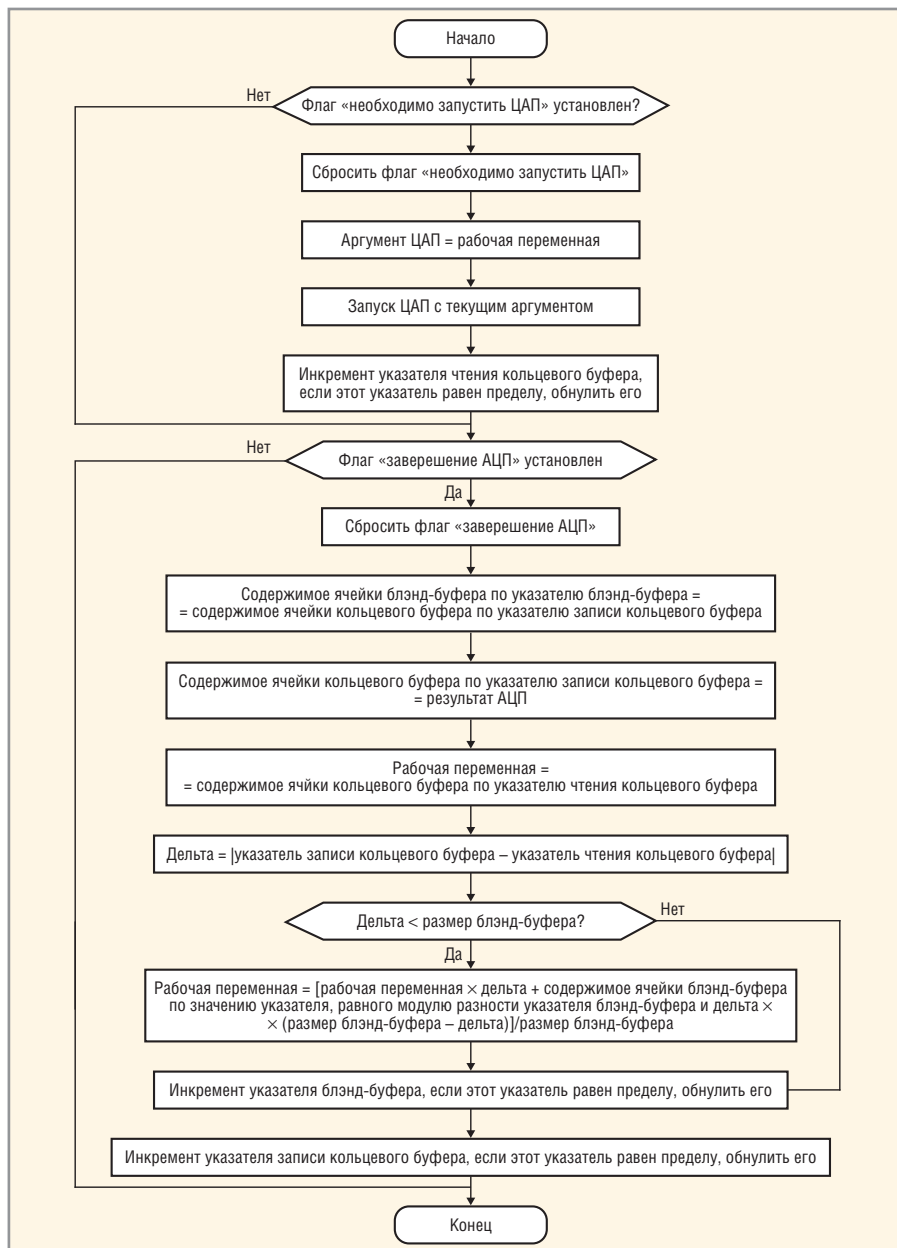 Начало
Нет
Флаг «необходимо запустить ЦАП» установлен?
Сбросить флаг «необходимо запустить ЦАП»
Аргумент ЦАП = рабочая переменная
Запуск ЦАП с текущим аргументом
Инкремент указателя чтения кольцевого буфера,
если этот указатель равен пределу, обнулить его
Нет
Флаг «заверешение АЦП» установлен
Да
Сбросить флаг «заверешение АЦП»
Содержимое ячейки блэнд-буфера по указателю блэнд-буфера =
= содержимое ячейки кольцевого буфера по указателю записи кольцевого буфера
Содержимое ячейки кольцевого буфера по указателю записи кольцевого буфера =
= результат АЦП
Рабочая переменная =
= содержимое ячйки кольцевого буфера по указателю чтения кольцевого буфера
Дельта = |указатель записи кольцевого буфера – указатель чтения кольцевого буфера|
Дельта < размер блэнд-буфера?
Нет
Да
Рабочая переменная = [рабочая переменная × дельта + содержимое ячейки блэнд-буфера
по значению указателя, равного модулю разности указателя блэнд-буфера и дельта ×
× (размер блэнд-буфера – дельта)]/размер блэнд-буфера
Инкремент указателя блэнд-буфера, если этот указатель равен пределу, обнулить его
Инкремент указателя записи кольцевого буфера, если этот указатель равен пределу, обнулить его
Конец